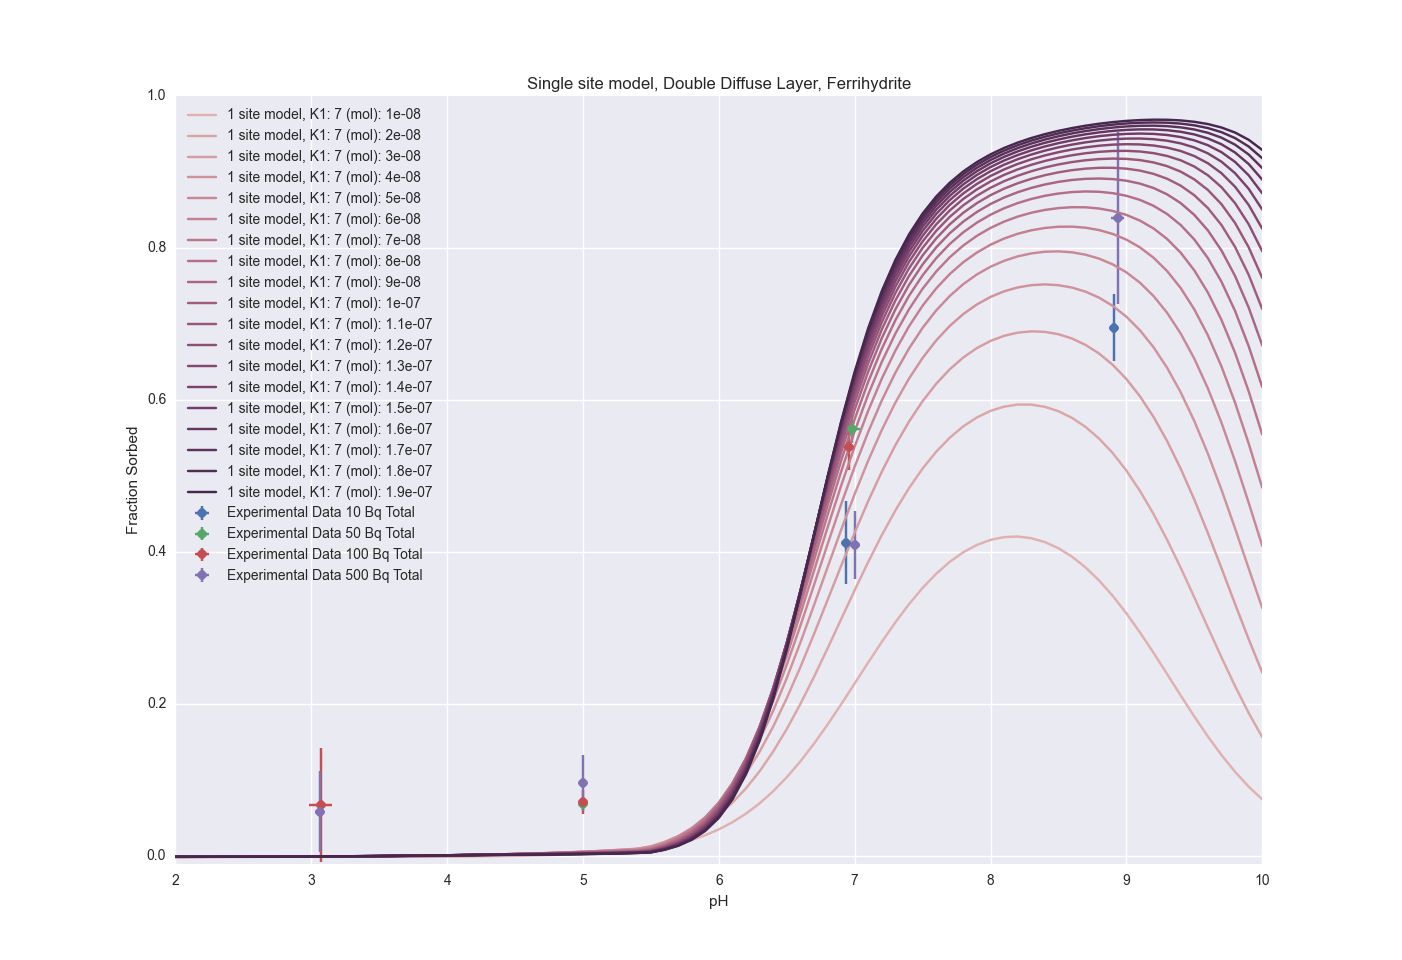 Single site model, Double Diffuse Layer, Ferrihydrite
1.0
0.8
0.6
0.4
0.2
0.0
Fraction Sorbed
1 site model, K1: 7 (mol): 1e-08
1 site model, K1: 7 (mol): 2e-08
1 site model, K1: 7 (mol): 3e-08
1 site model, K1: 7 (mol): 4e-08
1 site model, K1: 7 (mol): 5e-08
1 site model, K1: 7 (mol): 6e-08
1 site model, K1: 7 (mol): 7e-08
1 site model, K1: 7 (mol): 8e-08
1 site model, K1: 7 (mol): 9e-08
1 site model, K1: 7 (mol): 1e-07
1 site model, K1: 7 (mol): 1.1e-07
1 site model, K1: 7 (mol): 1.2e-07
1 site model, K1: 7 (mol): 1.3e-07
1 site model, K1: 7 (mol): 1.4e-07
1 site model, K1: 7 (mol): 1.5e-07
1 site model, K1: 7 (mol): 1.6e-07
1 site model, K1: 7 (mol): 1.7e-07
1 site model, K1: 7 (mol): 1.8e-07
1 site model, K1: 7 (mol): 1.9e-07
Experimental Data 10 Bq Total
Experimental Data 50 Bq Total
Experimental Data 100 Bq Total
Experimental Data 500 Bq Total
2 3 4 5 6 7 8 9 10
pH